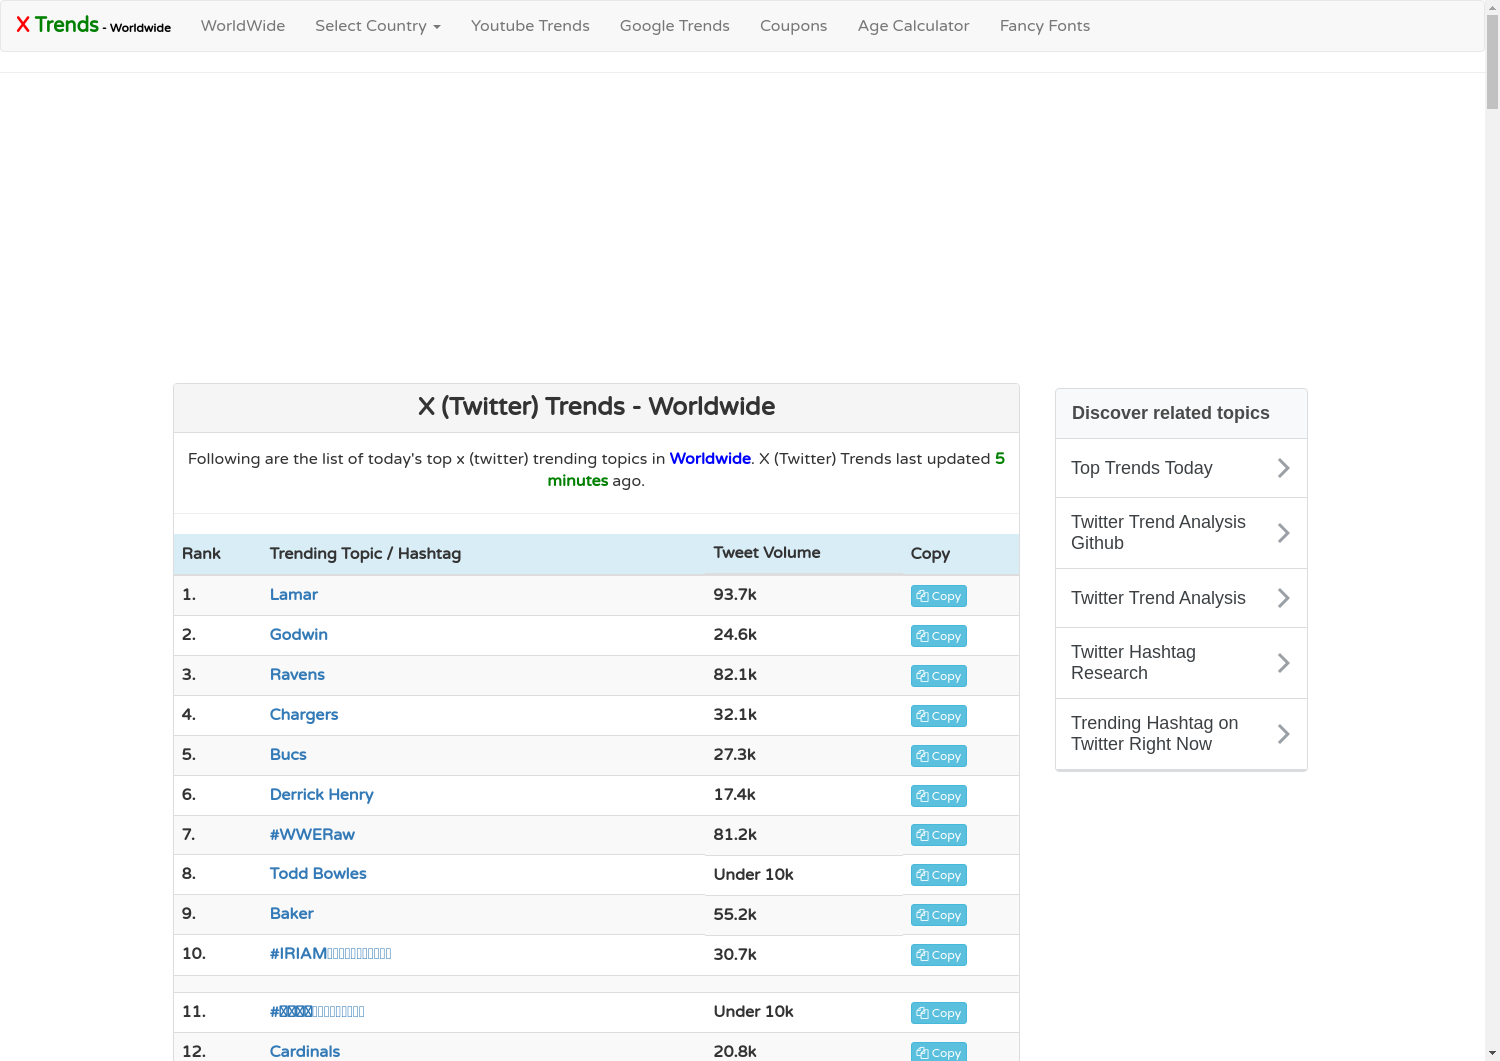 X Trends - Worldwide
WorldWide
Select Country
Youtube Trends
Google Trends
Coupons
Age Calculator
Fancy Fonts
X (Twitter) Trends - Worldwide
Following are the list of today's top x (twitter) trending topics in Worldwide. X (Twitter) Trends last updated 5
minutes ago.
Rank Trending Topic / Hashtag Tweet Volume Copy
1. Lamar 93.7k Copy
2. Godwin 24.6k Copy
3. Ravens 82.1k Copy
4. Chargers 32.1k Copy
5. Bucs 27.3k Copy
6. Derrick Henry 17.4k Copy
7. #WWERaw 81.2k Copy
8. Todd Bowles Under 10k Copy
9. Baker 55.2k Copy
10. #IRIAM 30.7k Copy
11. # Under 10k Copy
12. Cardinals 20.8k Copy
Discover related topics
Top Trends Today
Twitter Trend Analysis
Github
Twitter Trend Analysis
Twitter Hashtag
Research
Trending Hashtag on
Twitter Right Now